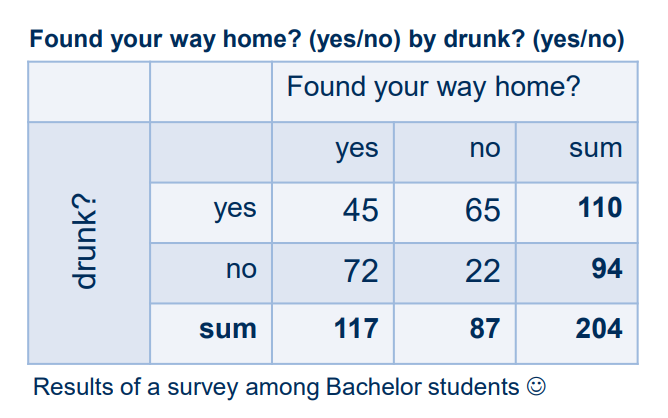 Found your way home? (yes/no) by drunk? (yes/no)
Found your way home?
yes no sum
drunk?
yes 45 65 110
no 72 22 94
sum 117 87 204
Results of a survey among Bachelor students ☺